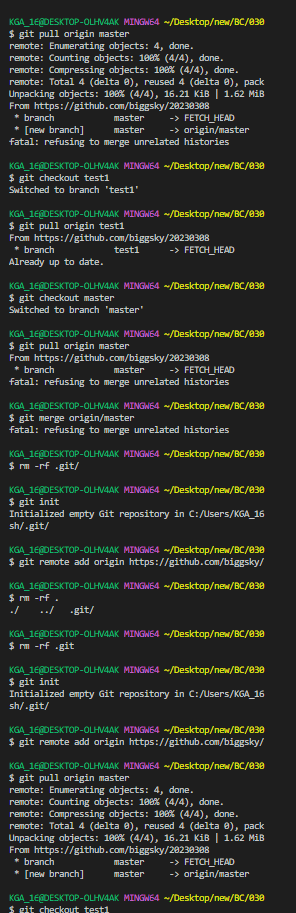 KGA_16@DESKTOP-OLHV4AK MINGW64 ~/Desktop/new/BC/030
$ git pull origin master
remote: Enumerating objects: 4, done.
remote: Counting objects: 100% (4/4), done.
remote: Compressing objects: 100% (4/4), done.
remote: Total 4 (delta 0), reused 4 (delta 0), pack
Unpacking objects: 100% (4/4), 16.21 KiB | 1.62 MiB
From https://github.com/biggsky/20230308
 * branch            master     -> FETCH_HEAD
 * [new branch]      master     -> origin/master
fatal: refusing to merge unrelated histories
KGA_16@DESKTOP-OLHV4AK MINGW64 ~/Desktop/new/BC/030
$ git checkout test1
Switched to branch 'test1'
KGA_16@DESKTOP-OLHV4AK MINGW64 ~/Desktop/new/BC/030
$ git pull origin test1
From https://github.com/biggsky/20230308
 * branch            test1      -> FETCH_HEAD
Already up to date.
KGA_16@DESKTOP-OLHV4AK MINGW64 ~/Desktop/new/BC/030
$ git checkout master
Switched to branch 'master'
KGA_16@DESKTOP-OLHV4AK MINGW64 ~/Desktop/new/BC/030
$ git pull origin master
From https://github.com/biggsky/20230308
 * branch            master     -> FETCH_HEAD
fatal: refusing to merge unrelated histories
KGA_16@DESKTOP-OLHV4AK MINGW64 ~/Desktop/new/BC/030
$ git merge origin/master
fatal: refusing to merge unrelated histories
KGA_16@DESKTOP-OLHV4AK MINGW64 ~/Desktop/new/BC/030
$ rm -rf .git/
KGA_16@DESKTOP-OLHV4AK MINGW64 ~/Desktop/new/BC/030
$ git init
Initialized empty Git repository in C:/Users/KGA_16
sh/.git/
KGA_16@DESKTOP-OLHV4AK MINGW64 ~/Desktop/new/BC/030
$ git remote add origin https://github.com/biggsky/
KGA_16@DESKTOP-OLHV4AK MINGW64 ~/Desktop/new/BC/030
$ rm -rf .
./    ../   .git/
KGA_16@DESKTOP-OLHV4AK MINGW64 ~/Desktop/new/BC/030
$ rm -rf .git
KGA_16@DESKTOP-OLHV4AK MINGW64 ~/Desktop/new/BC/030
$ git init
Initialized empty Git repository in C:/Users/KGA_16
sh/.git/
KGA_16@DESKTOP-OLHV4AK MINGW64 ~/Desktop/new/BC/030
$ git remote add origin https://github.com/biggsky/
KGA_16@DESKTOP-OLHV4AK MINGW64 ~/Desktop/new/BC/030
$ git pull origin master
remote: Enumerating objects: 4, done.
remote: Counting objects: 100% (4/4), done.
remote: Compressing objects: 100% (4/4), done.
remote: Total 4 (delta 0), reused 4 (delta 0), pack
Unpacking objects: 100% (4/4), 16.21 KiB | 1.62 MiB
From https://github.com/biggsky/20230308
 * branch            master     -> FETCH_HEAD
 * [new branch]      master     -> origin/master
KGA_16@DESKTOP-OLHV4AK MINGW64 ~/Desktop/new/BC/030
$ git checkout test1